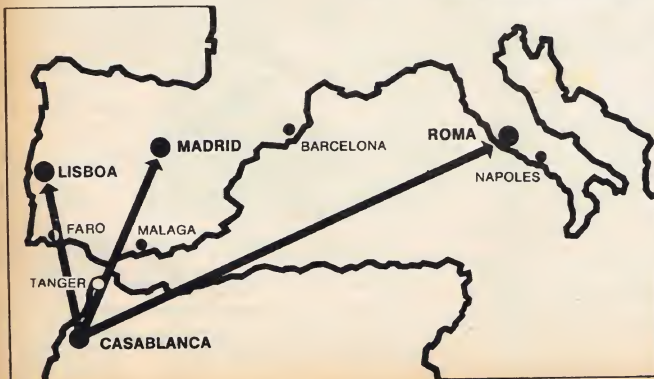 MADRID
BARCELONA
ROMA
LISBOA
NAPOLES
FARO
MALAGA
TANGER
CASABLANCA